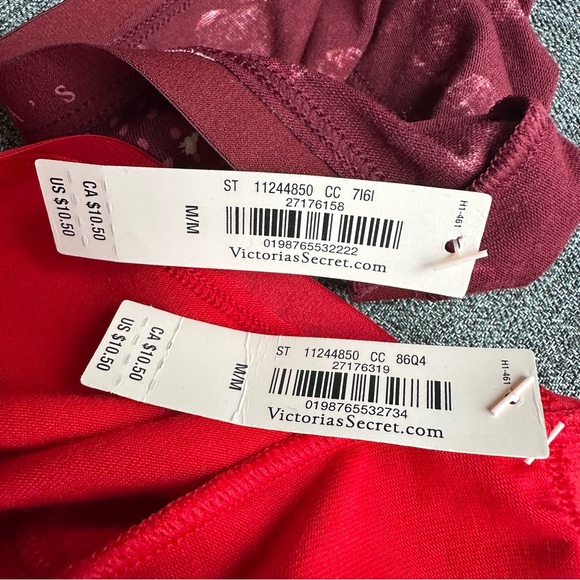 S
CA $10.50
US $10.50
M/M
ST 11244850 CC 7I6I
27176158
0198765532222
VictoriasSecret.com
H1-461
CA $10.50
US $10.50
M/M
ST 11244850 CC 86Q4
27176319
0198765532734
VictoriasSecret.com
H1-461